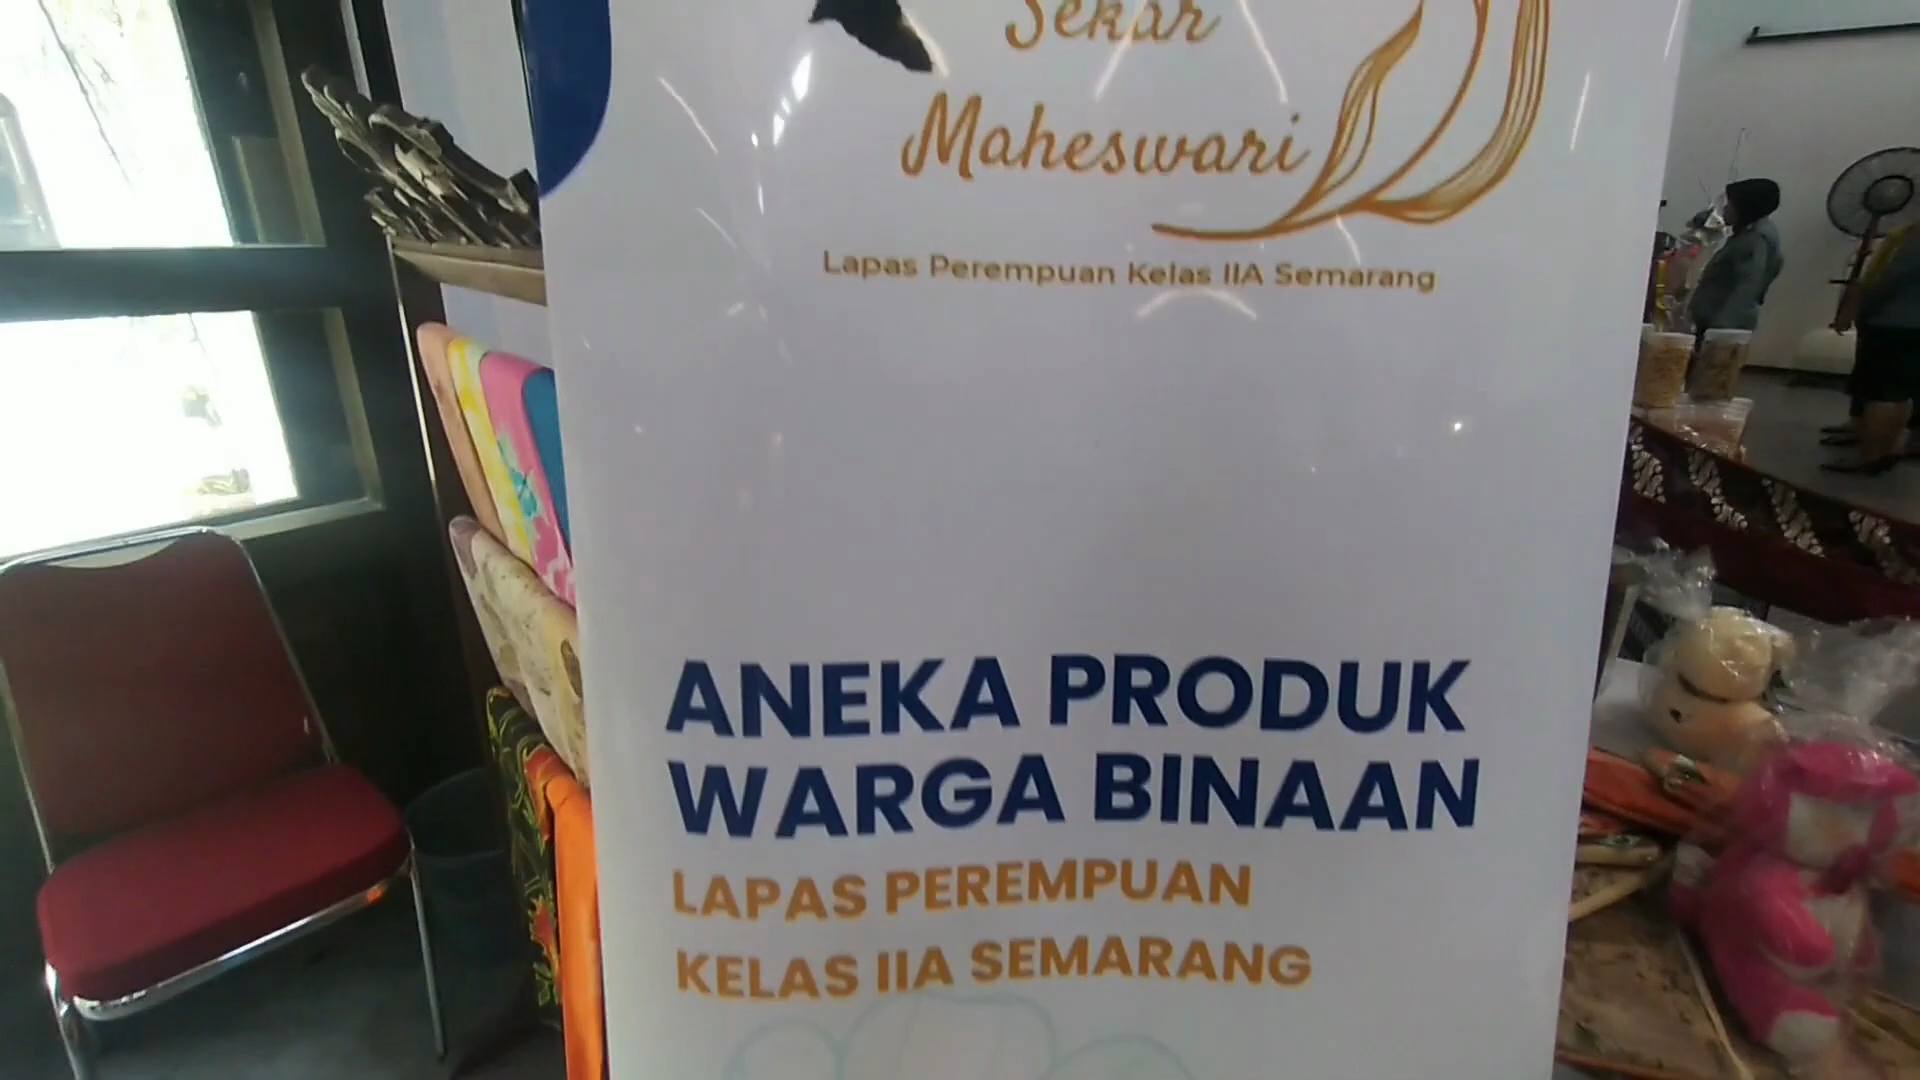 Sekar
Maheswari
Lapas Perempuan Kelas IIA Semarang
ANEKA PRODUK
WARGA BINAAN
LAPAS PEREMPUAN
KELAS IIA SEMARANG